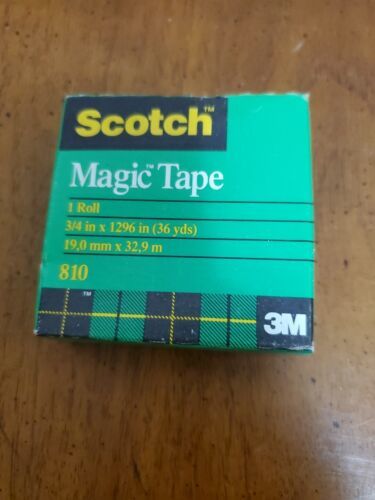 Scotch™
Magic™ Tape
1 Roll
3/4 in x 1296 in (36 yds)
19,0 mm x 32,9 m
810
™
3M